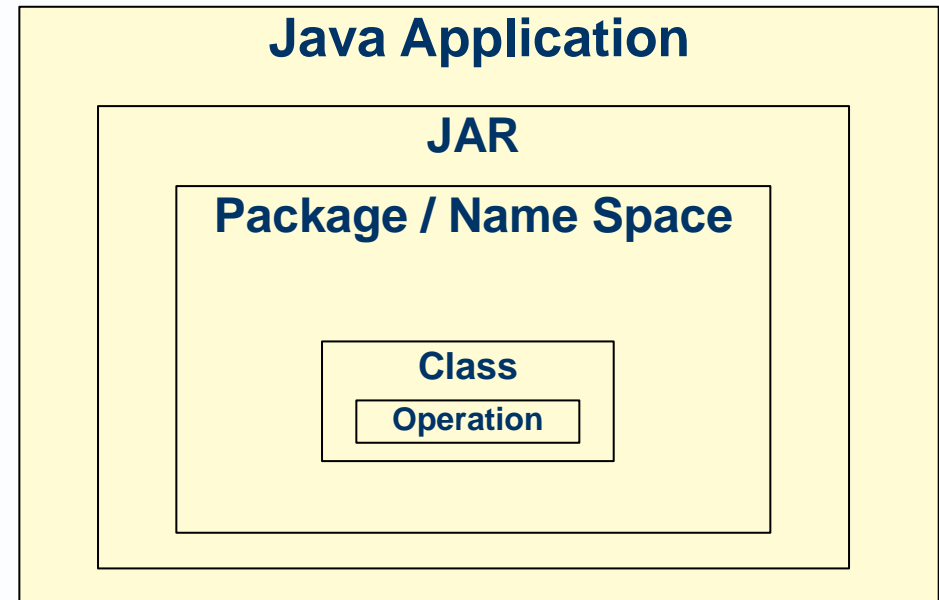 Java Application
JAR
Package / Name Space
Class
Operation